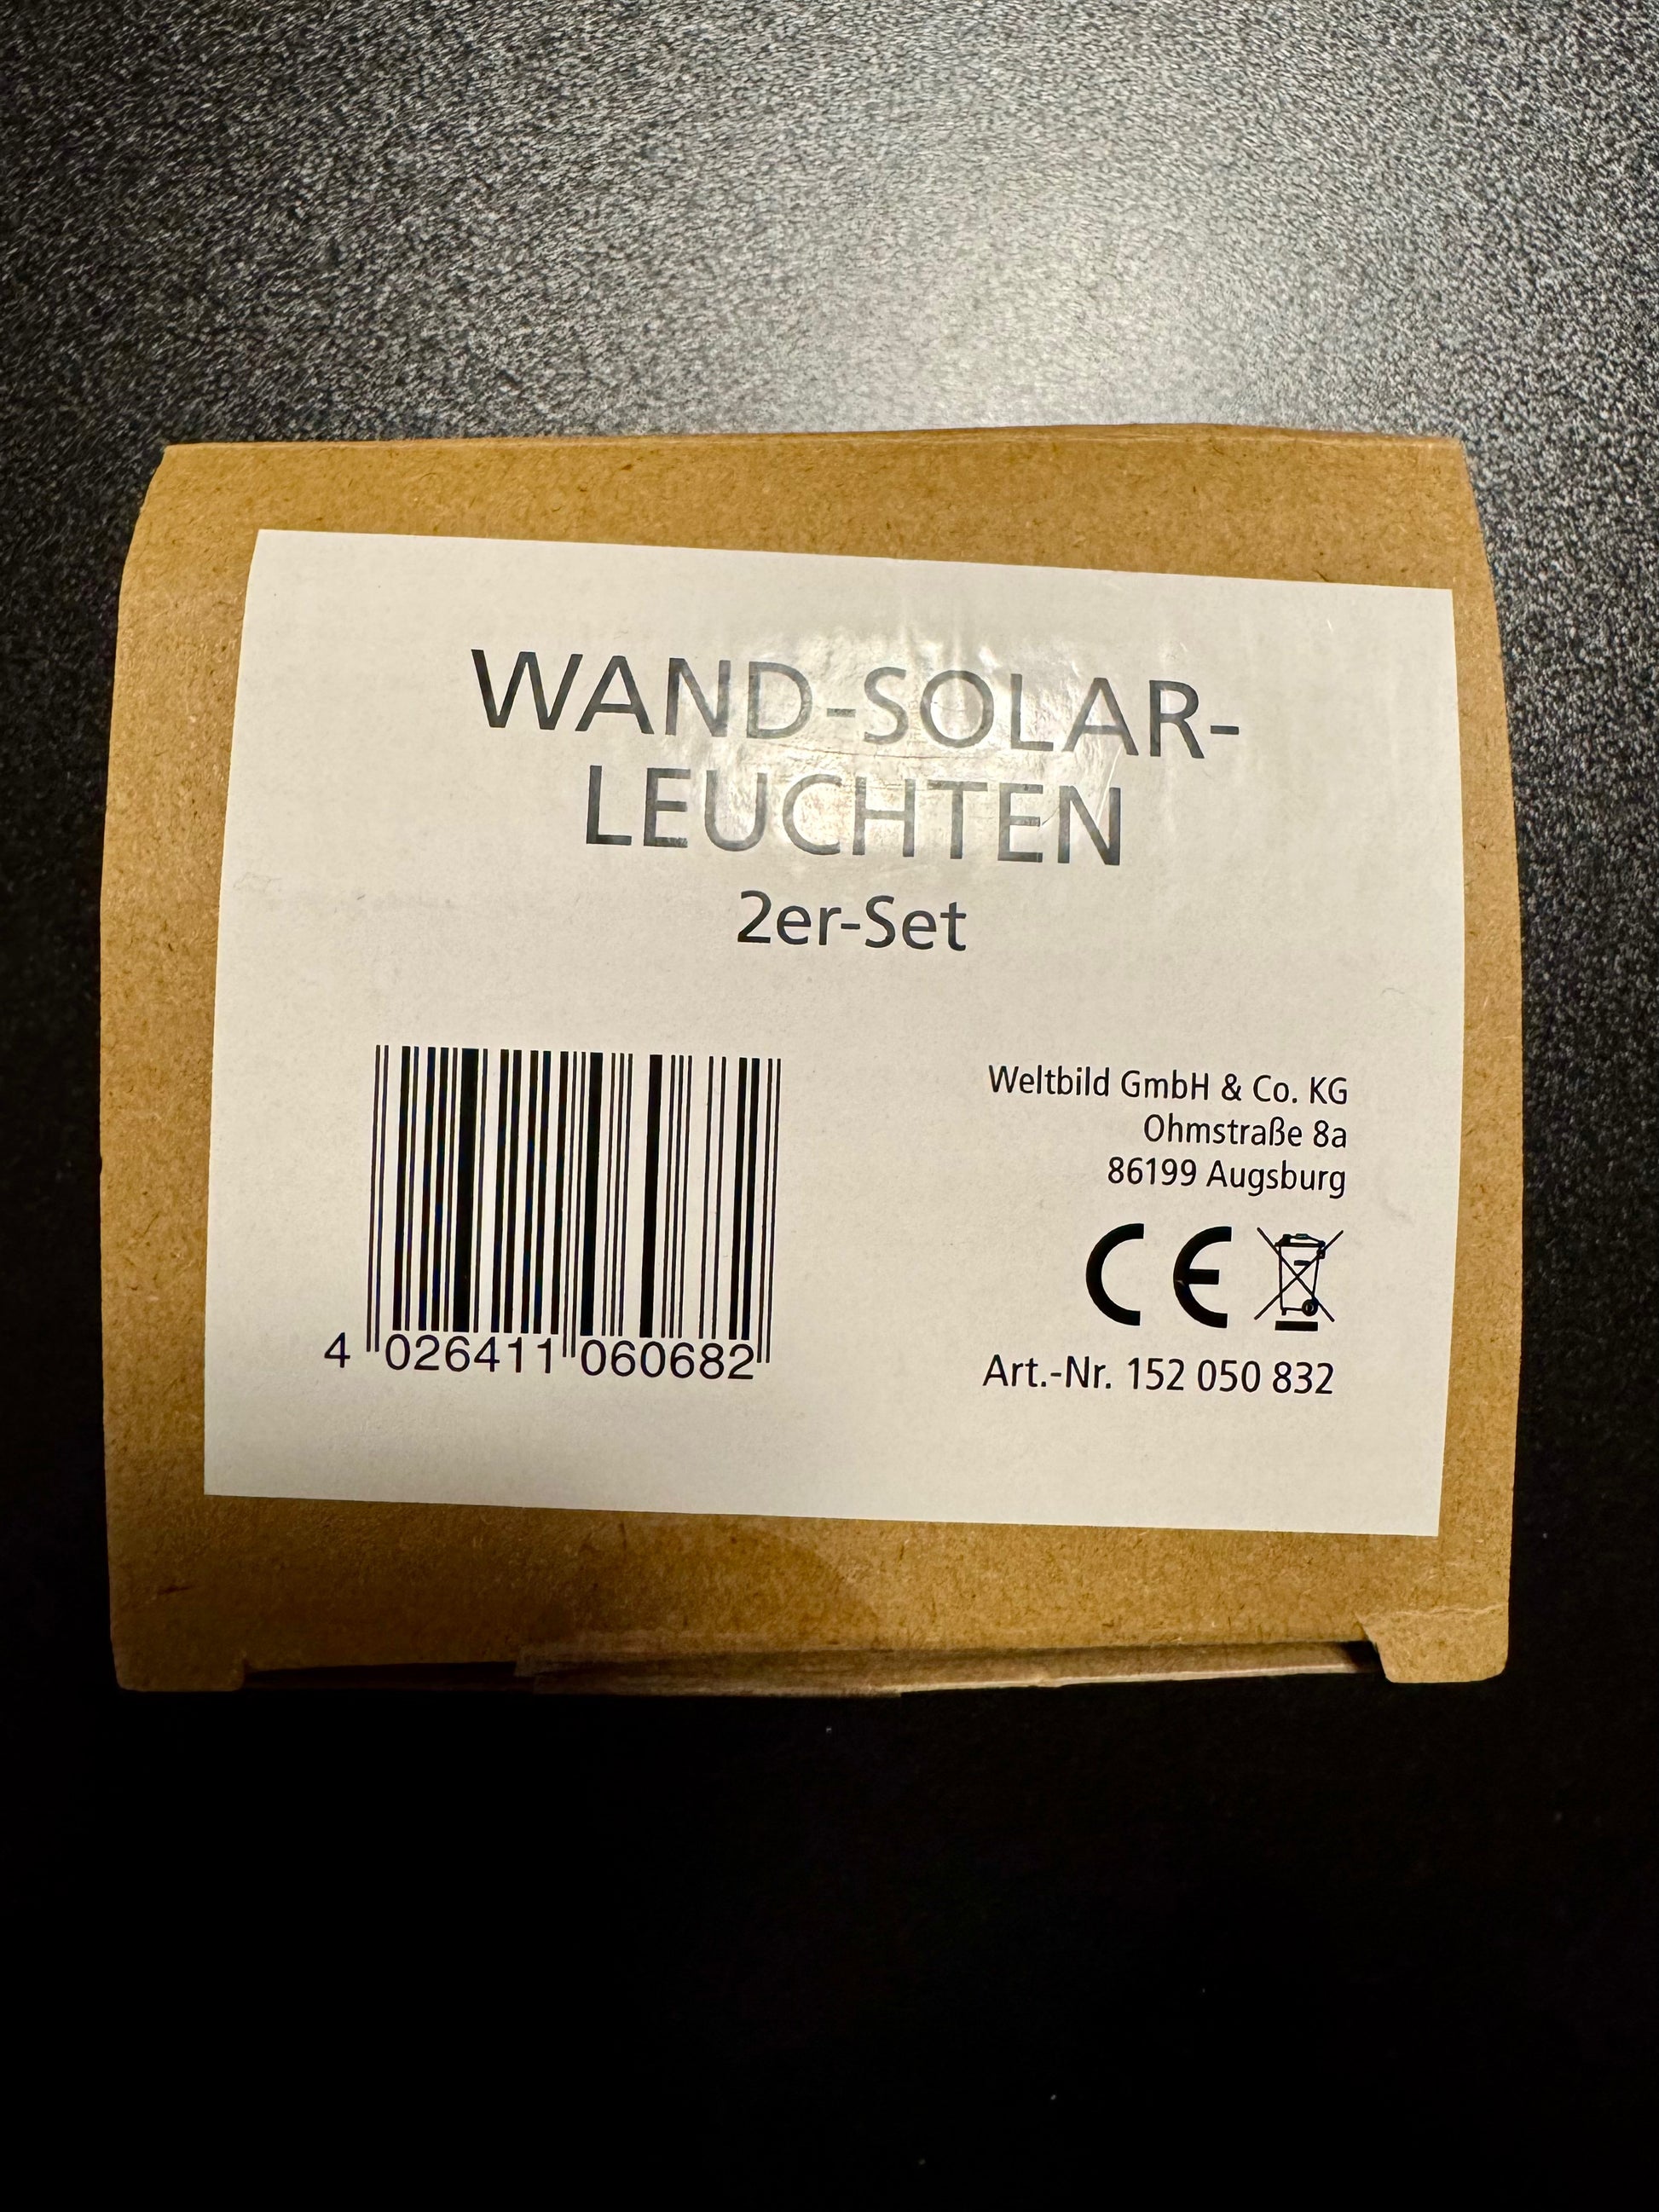 WAND-SOLAR-
LEUCHTEN
2er-Set
Weltbild GmbH & Co. KG
Ohmstraße 8a
86199 Augsburg
CE
4 026411 060682
Art.-Nr. 152 050 832